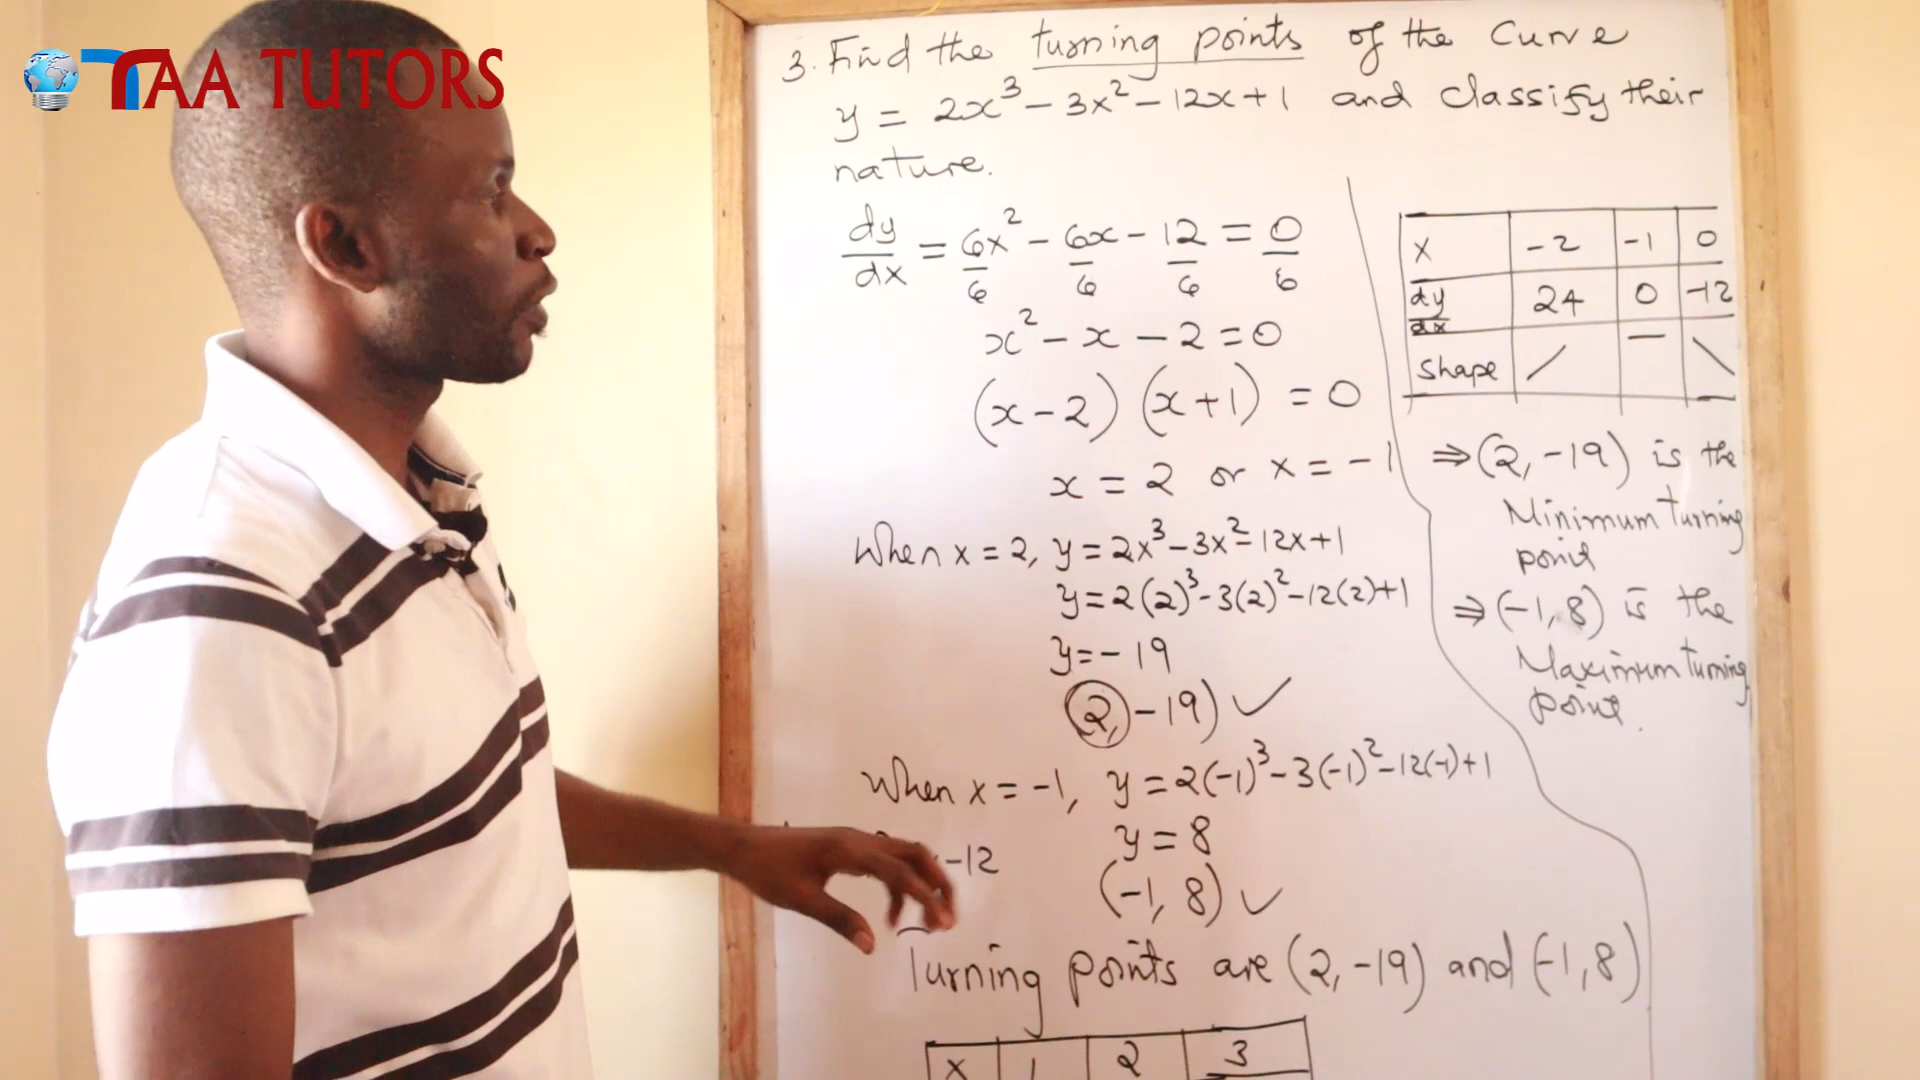 TAA TUTORS
3. Find the turning points of the curve
y = 2x³ - 3x² - 12x + 1 and classify their
nature.
dy/dx = 6x²/6 - 6x/6 - 12/6 = 0/6
x² - x - 2 = 0
(x - 2) (x + 1) = 0
x = 2 or x = -1
When x = 2, y = 2x³ - 3x² - 12x + 1
y = 2(2)³ - 3(2)² - 12(2) + 1
y = -19
(2, -19) ✓
When x = -1, y = 2(-1)³ - 3(-1)² - 12(-1) + 1
-12
y = 8
(-1, 8) ✓
Turning points are (2, -19) and (-1, 8)
x 1 2 3
x -2 -1 0
dy/dx 24 0 -12
Shape / — \
⇒ (2, -19) is the
Minimum turning
point
⇒ (-1, 8) is the
Maximum turning
point.